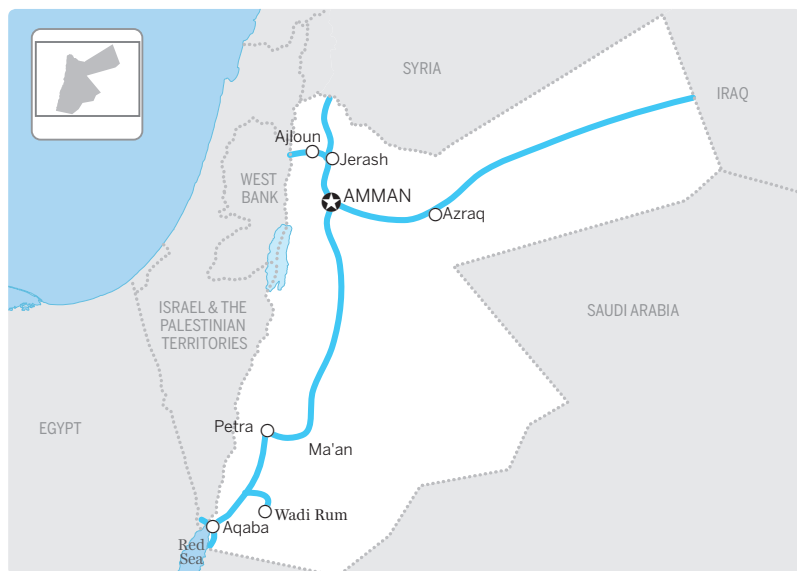 SYRIA
IRAQ
Ajloun
Jerash
WEST
BANK
AMMAN
Azraq
ISRAEL & THE
PALESTINIAN
TERRITORIES
SAUDI ARABIA
EGYPT
Petra
Ma'an
Wadi Rum
Aqaba
Red
Sea